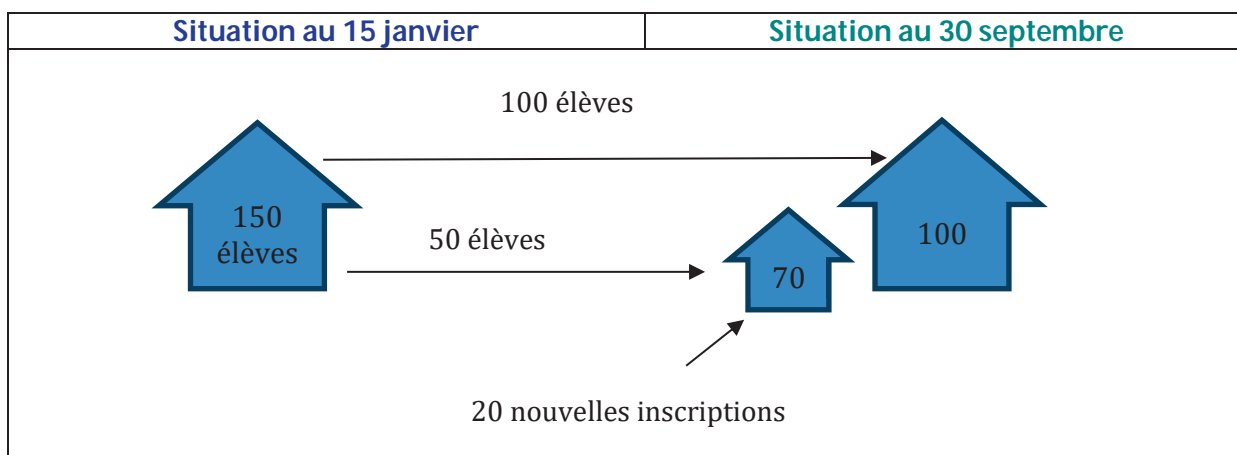 Situation au 15 janvier
Situation au 30 septembre
100 élèves
150
élèves
50 élèves
100
70
20 nouvelles inscriptions